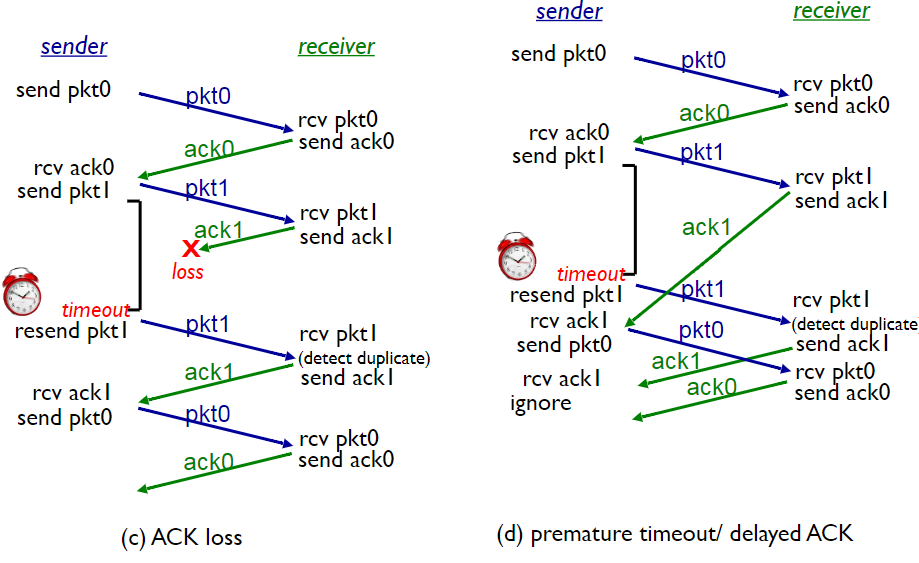 sender
receiver
send pkt0
pkt0
rcv pkt0
send ack0
ack0
rcv ack0
send pkt1
pkt1
rcv pkt1
send ack1
ack1
X
loss
timeout
resend pkt1
pkt1
rcv pkt1
(detect duplicate)
send ack1
ack1
rcv ack1
send pkt0
pkt0
rcv pkt0
send ack0
ack0
(c) ACK loss
sender
receiver
send pkt0
pkt0
rcv pkt0
send ack0
ack0
rcv ack0
send pkt1
pkt1
rcv pkt1
send ack1
ack1
timeout
resend pkt1
pkt1
rcv pkt1
(detect duplicate)
send ack1
rcv ack1
send pkt0
pkt0
rcv pkt0
send ack0
ack1
rcv ack1
ignore
ack0
(d) premature timeout/ delayed ACK